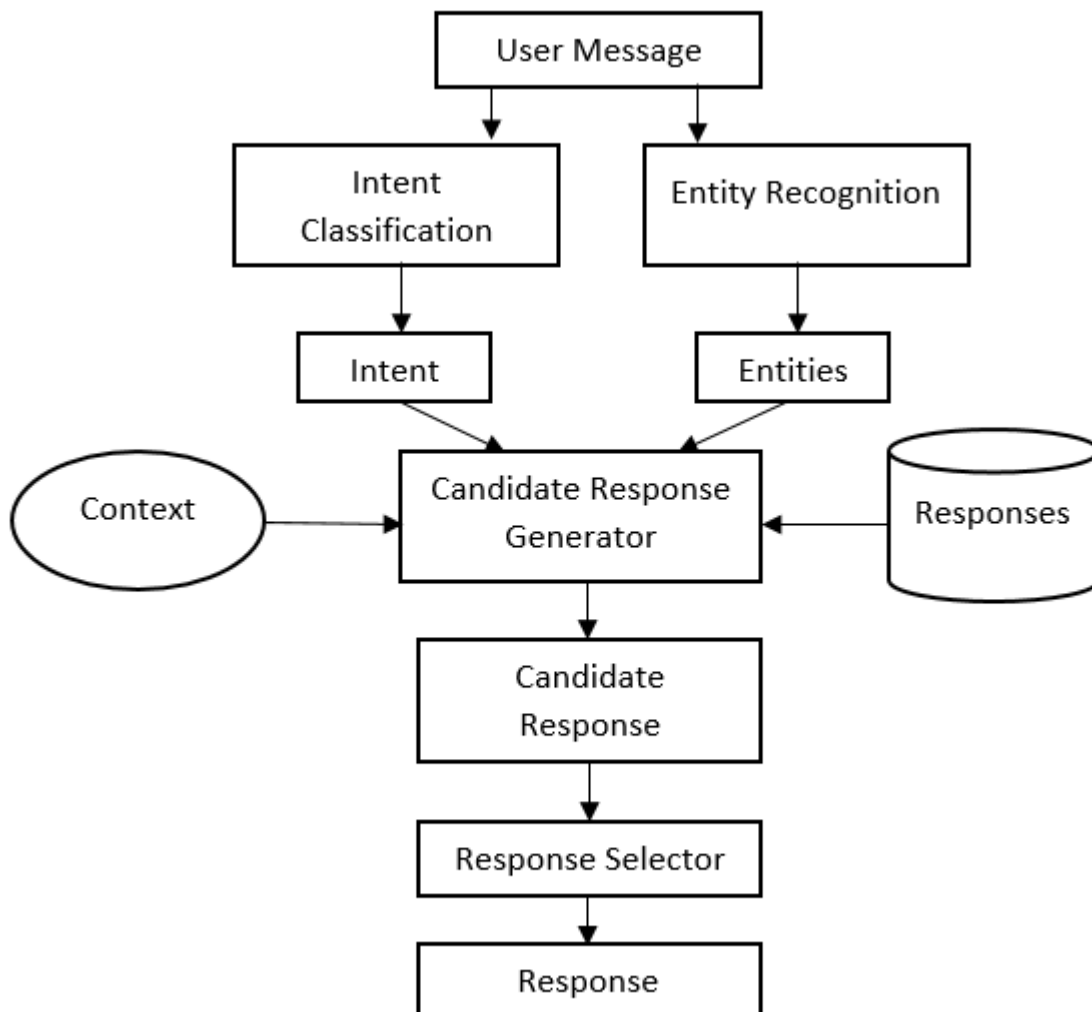 User Message
Intent
Classification
Entity Recognition
Intent
Entities
Context
Candidate Response
Generator
Responses
Candidate
Response
Response Selector
Response